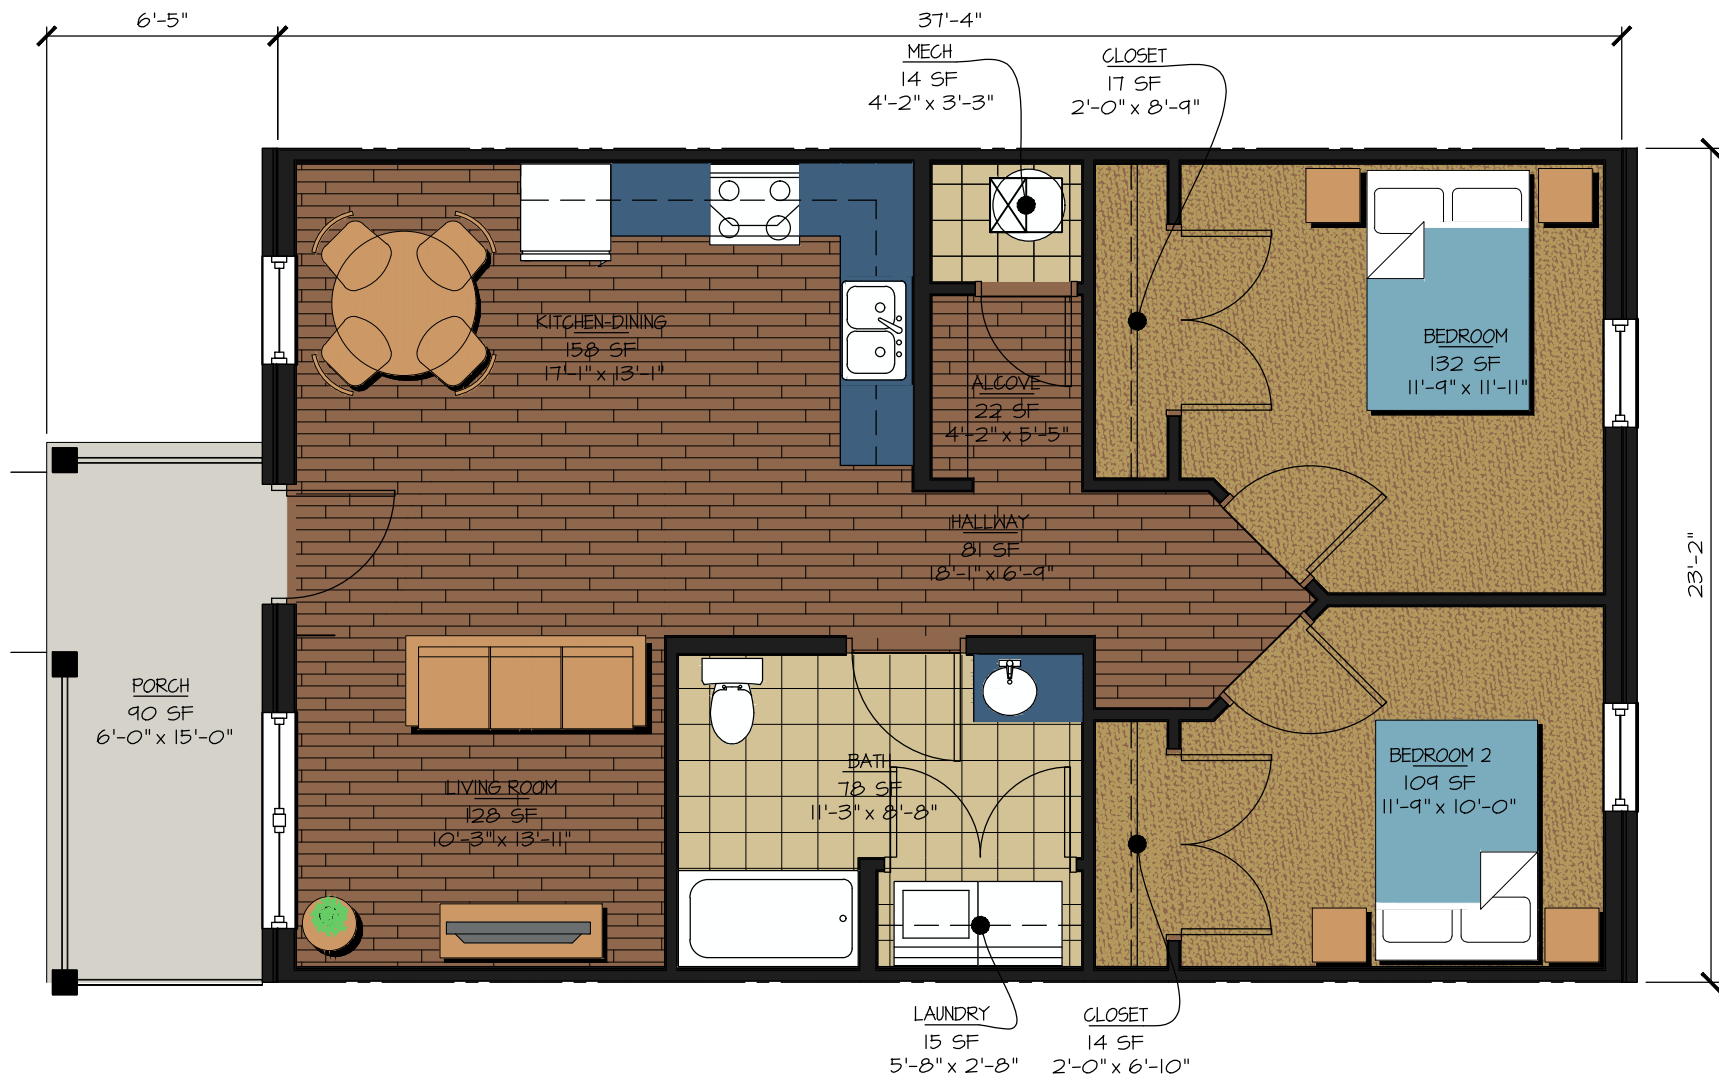 6'-5"
37'-4"
MECH
14 SF
4'-2" x 3'-3"
CLOSET
17 SF
2'-0" x 8'-9"
KITCHEN-DINING
158 SF
17'-1" x 13'-1"
BEDROOM
132 SF
11'-9" x 11'-11"
ALCOVE
22 SF
4'-2" x 5'-5"
HALLWAY
81 SF
18'-1" x 6'-9"
23'-2"
PORCH
90 SF
6'-0" x 15'-0"
LIVING ROOM
128 SF
10'-3" x 13'-11"
BATH
78 SF
11'-3" x 8'-8"
BEDROOM 2
109 SF
11'-9" x 10'-0"
LAUNDRY
15 SF
5'-8" x 2'-8"
CLOSET
14 SF
2'-0" x 6'-10"